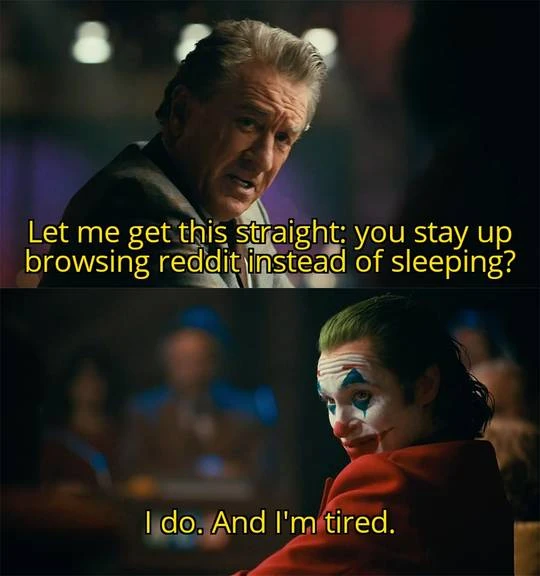 Let me get this straight: you stay up
browsing reddit instead of sleeping?
I do. And I'm tired.